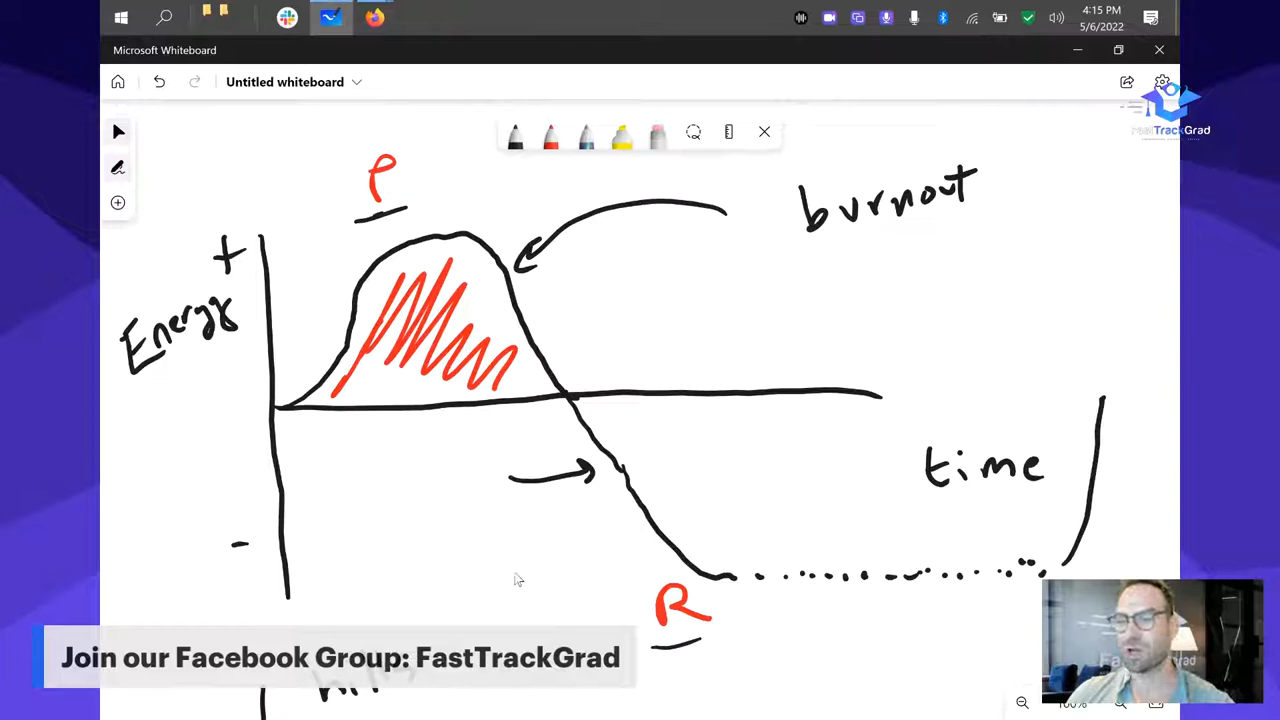 4:15 PM
5/6/2022
Microsoft Whiteboard
Untitled whiteboard
FastTrackGrad
P
burnout
+
Energy
time
-
R
Join our Facebook Group: FastTrackGrad
100%